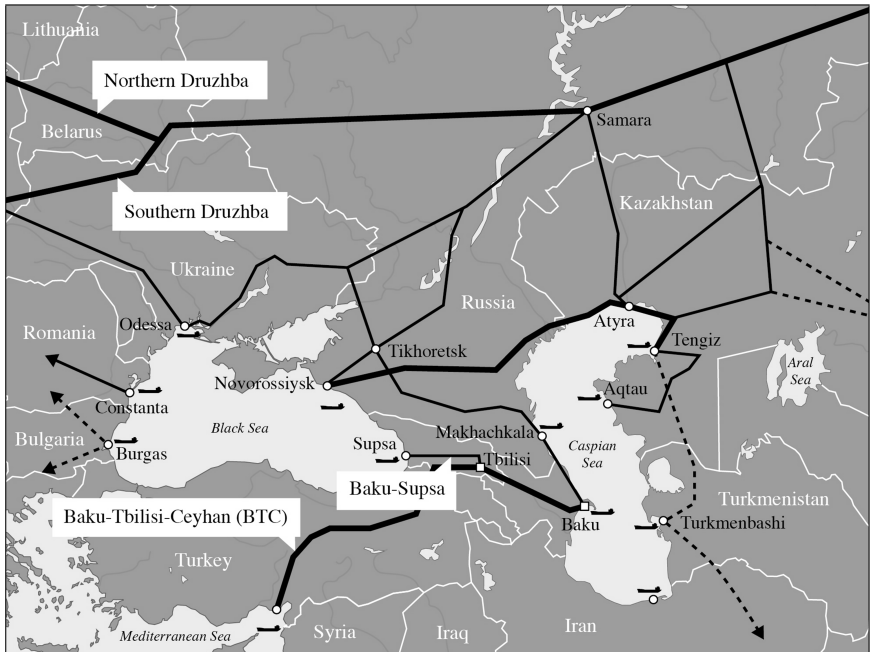 Lithuania
Northern Druzhba
Belarus
Samara
Southern Druzhba
Kazakhstan
Ukraine
Russia
Odessa
Romania
Atyra
Tengiz
Tikhoretsk
Aral
Sea
Novorossiysk
Aqtau
Constanta
Black Sea
Makhachkala
Bulgaria
Burgas
Supsa
Caspian
Sea
Tbilisi
Baku-Supsa
Turkmenistan
Baku-Tbilisi-Ceyhan (BTC)
Baku
Turkmenbashi
Turkey
Mediterranean Sea
Syria
Iraq
Iran